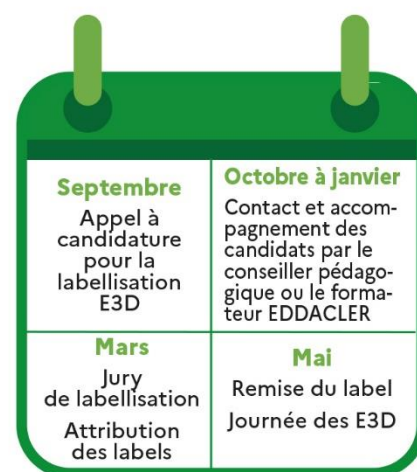 Septembre
Appel à
candidature
pour la
labellisation
E3D
Octobre à janvier
Contact et accom-
pagnement des
candidats par le
conseiller pédago-
gique ou le forma-
teur EDDACLER
Mars
Jury
de labellisation
Attribution
des labels
Mai
Remise du label
Journée des E3D